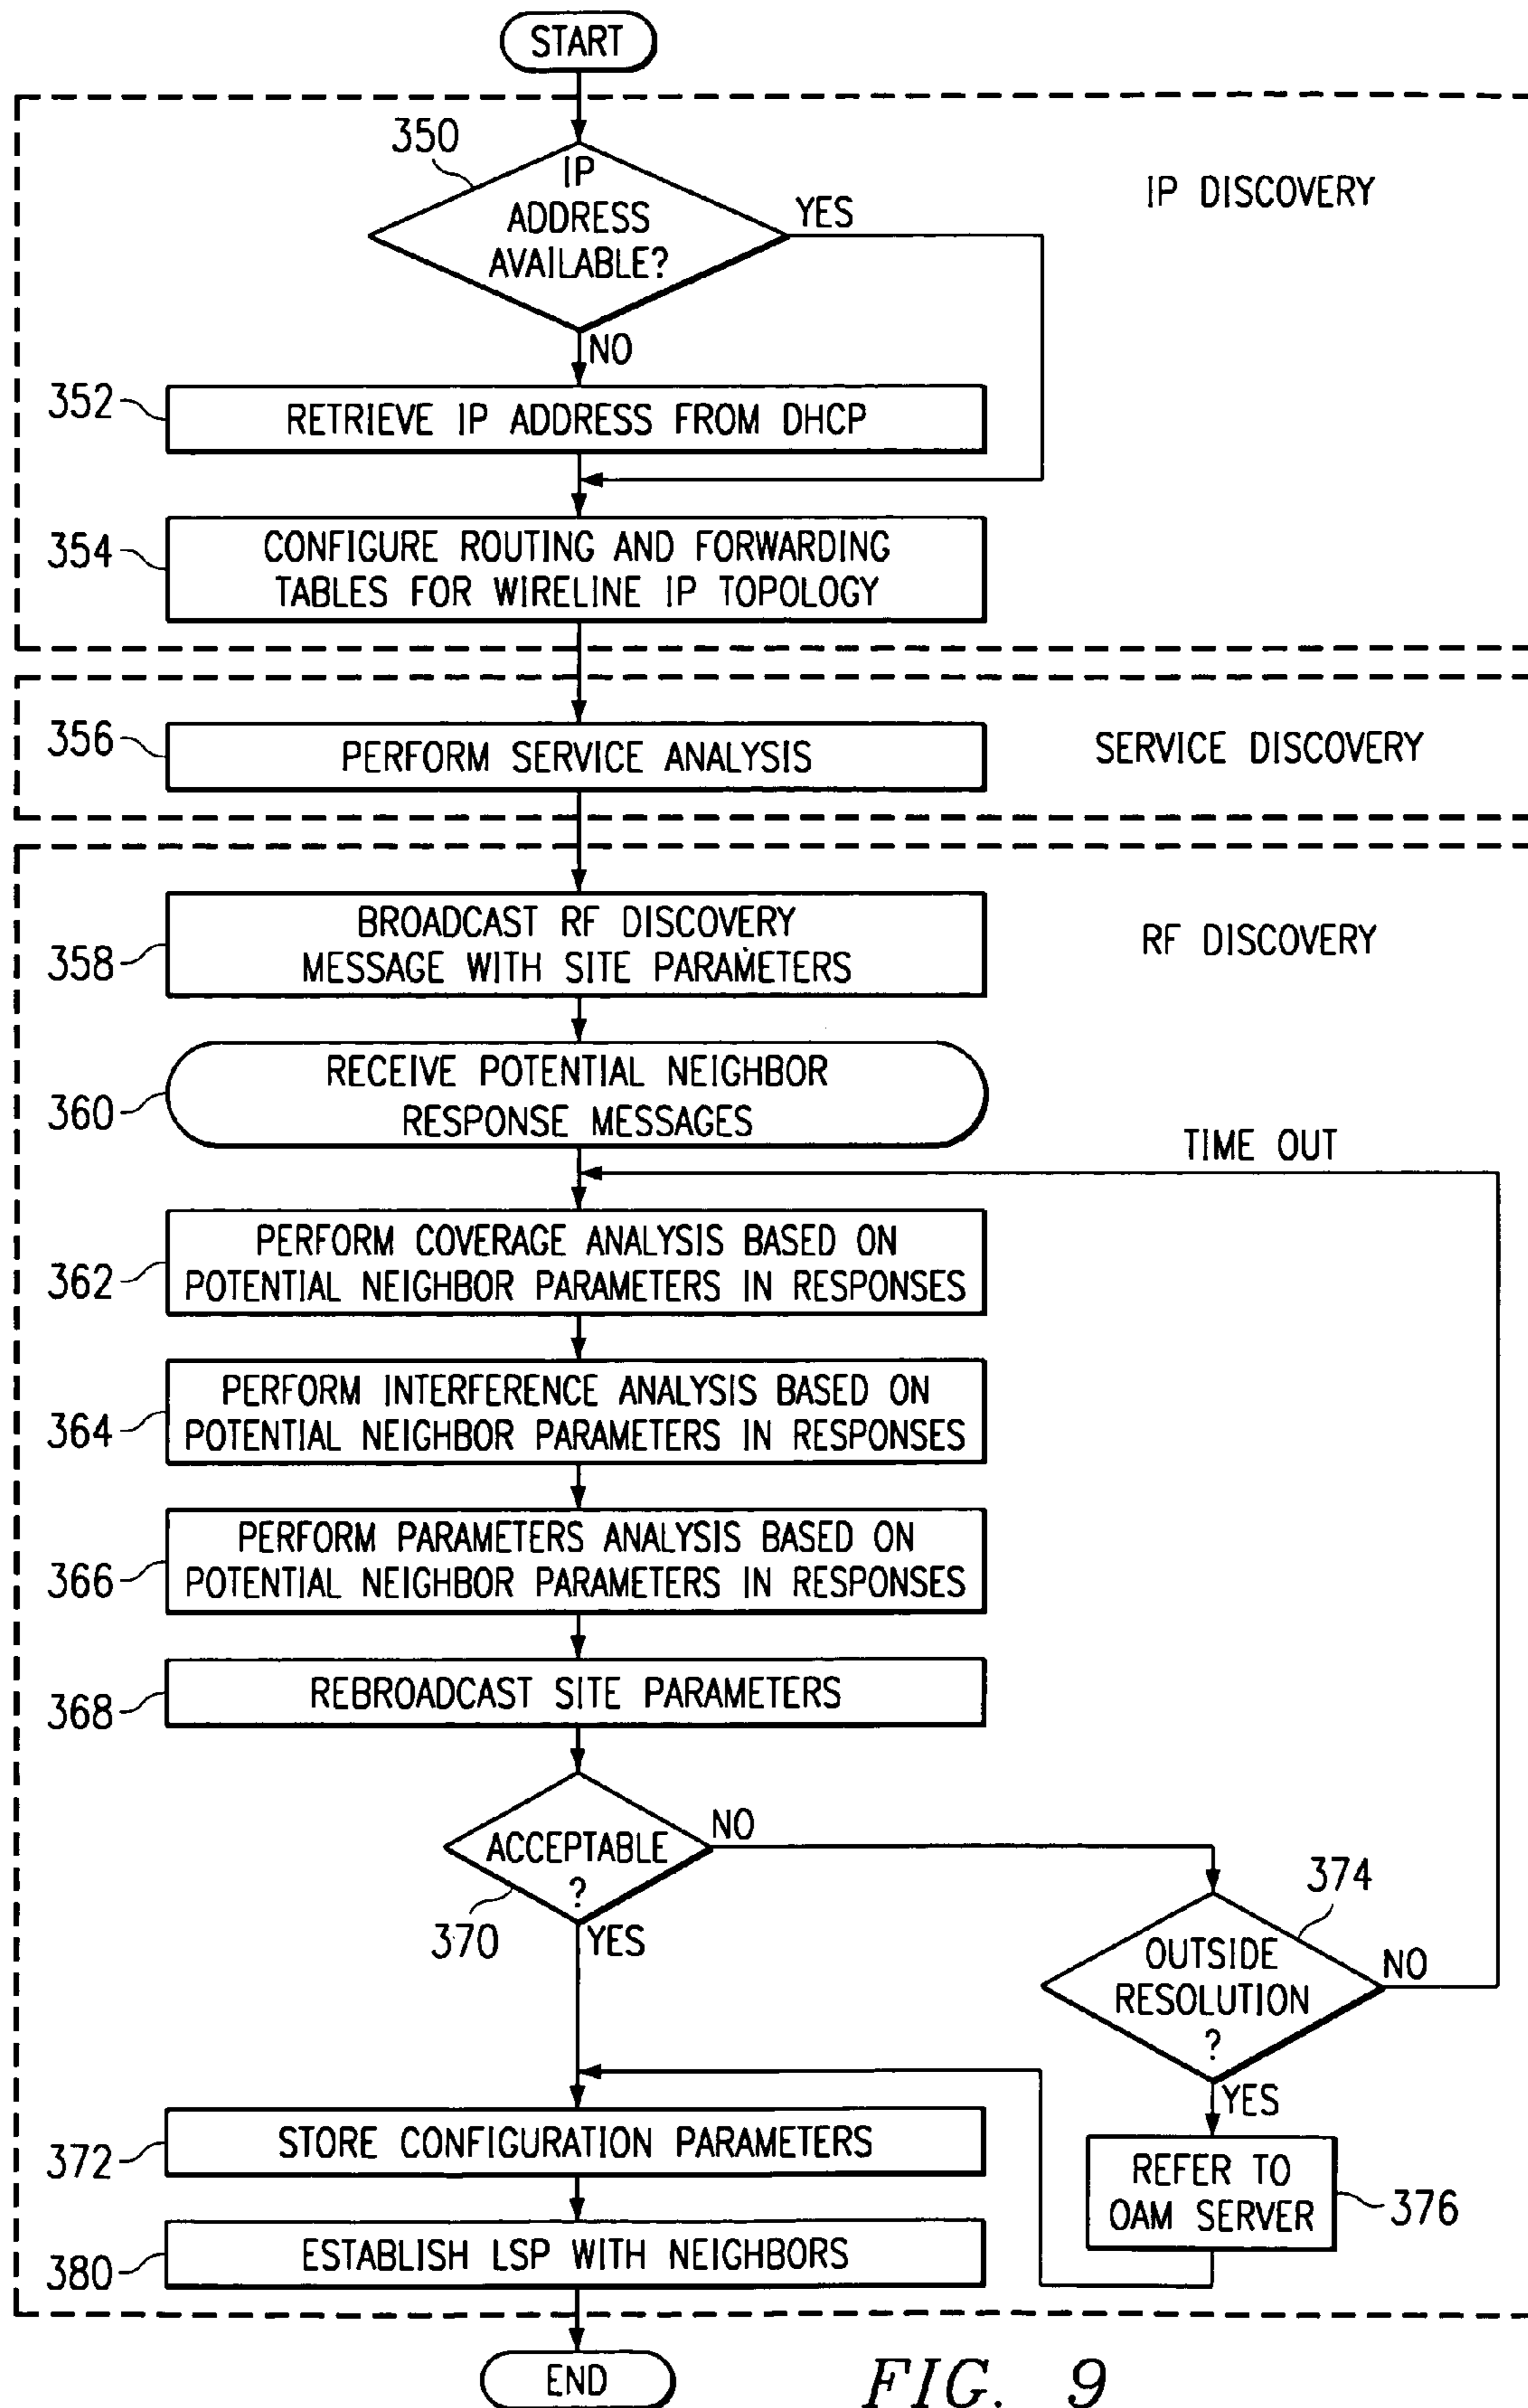 START
350
IP
ADDRESS
AVAILABLE?
YES
IP DISCOVERY
NO
352
RETRIEVE IP ADDRESS FROM DHCP
354
CONFIGURE ROUTING AND FORWARDING
TABLES FOR WIRELINE IP TOPOLOGY
356
PERFORM SERVICE ANALYSIS
SERVICE DISCOVERY
358
BROADCAST RF DISCOVERY
MESSAGE WITH SITE PARAMETERS
RF DISCOVERY
360
RECEIVE POTENTIAL NEIGHBOR
RESPONSE MESSAGES
TIME OUT
362
PERFORM COVERAGE ANALYSIS BASED ON
POTENTIAL NEIGHBOR PARAMETERS IN RESPONSES
364
PERFORM INTERFERENCE ANALYSIS BASED ON
POTENTIAL NEIGHBOR PARAMETERS IN RESPONSES
366
PERFORM PARAMETERS ANALYSIS BASED ON
POTENTIAL NEIGHBOR PARAMETERS IN RESPONSES
368
REBROADCAST SITE PARAMETERS
ACCEPTABLE
?
NO
370
YES
374
OUTSIDE
RESOLUTION
?
NO
YES
372
STORE CONFIGURATION PARAMETERS
REFER TO
OAM SERVER
376
380
ESTABLISH LSP WITH NEIGHBORS
END
FIG. 9